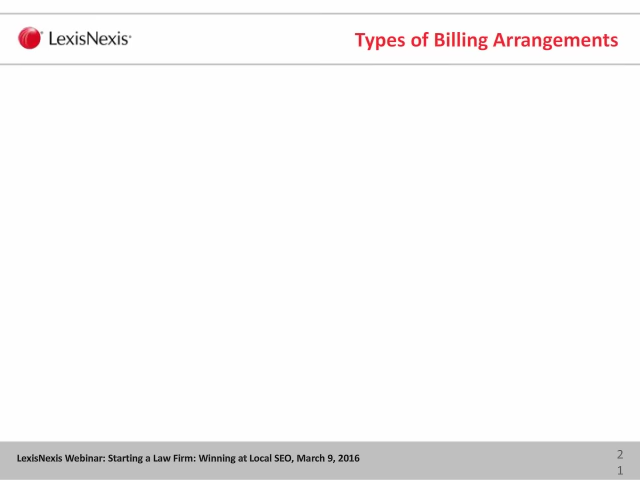 LexisNexis®
Types of Billing Arrangements
LexisNexis Webinar: Starting a Law Firm: Winning at Local SEO, March 9, 2016
2
1